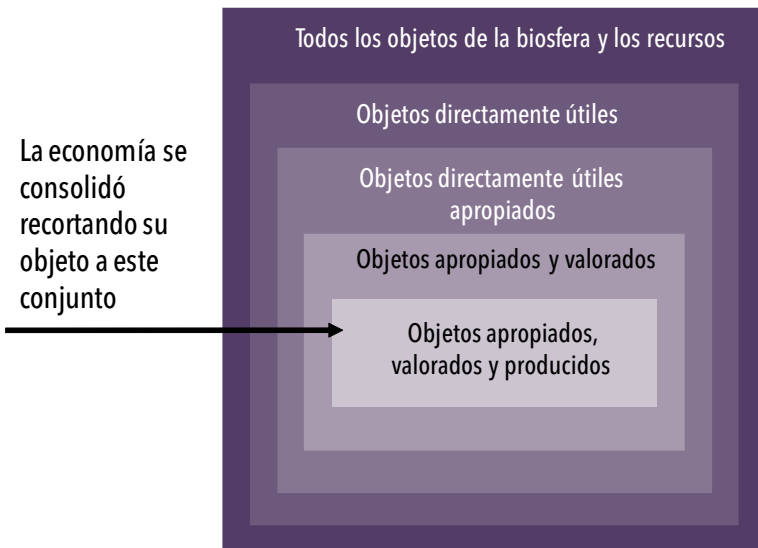 Todos los objetos de la biosfera y los recursos
Objetos directamente útiles
La economía se
consolidó
recortando su
objeto a este
conjunto
Objetos directamente útiles
apropiados
Objetos apropiados y valorados
Objetos apropiados,
valorados y producidos